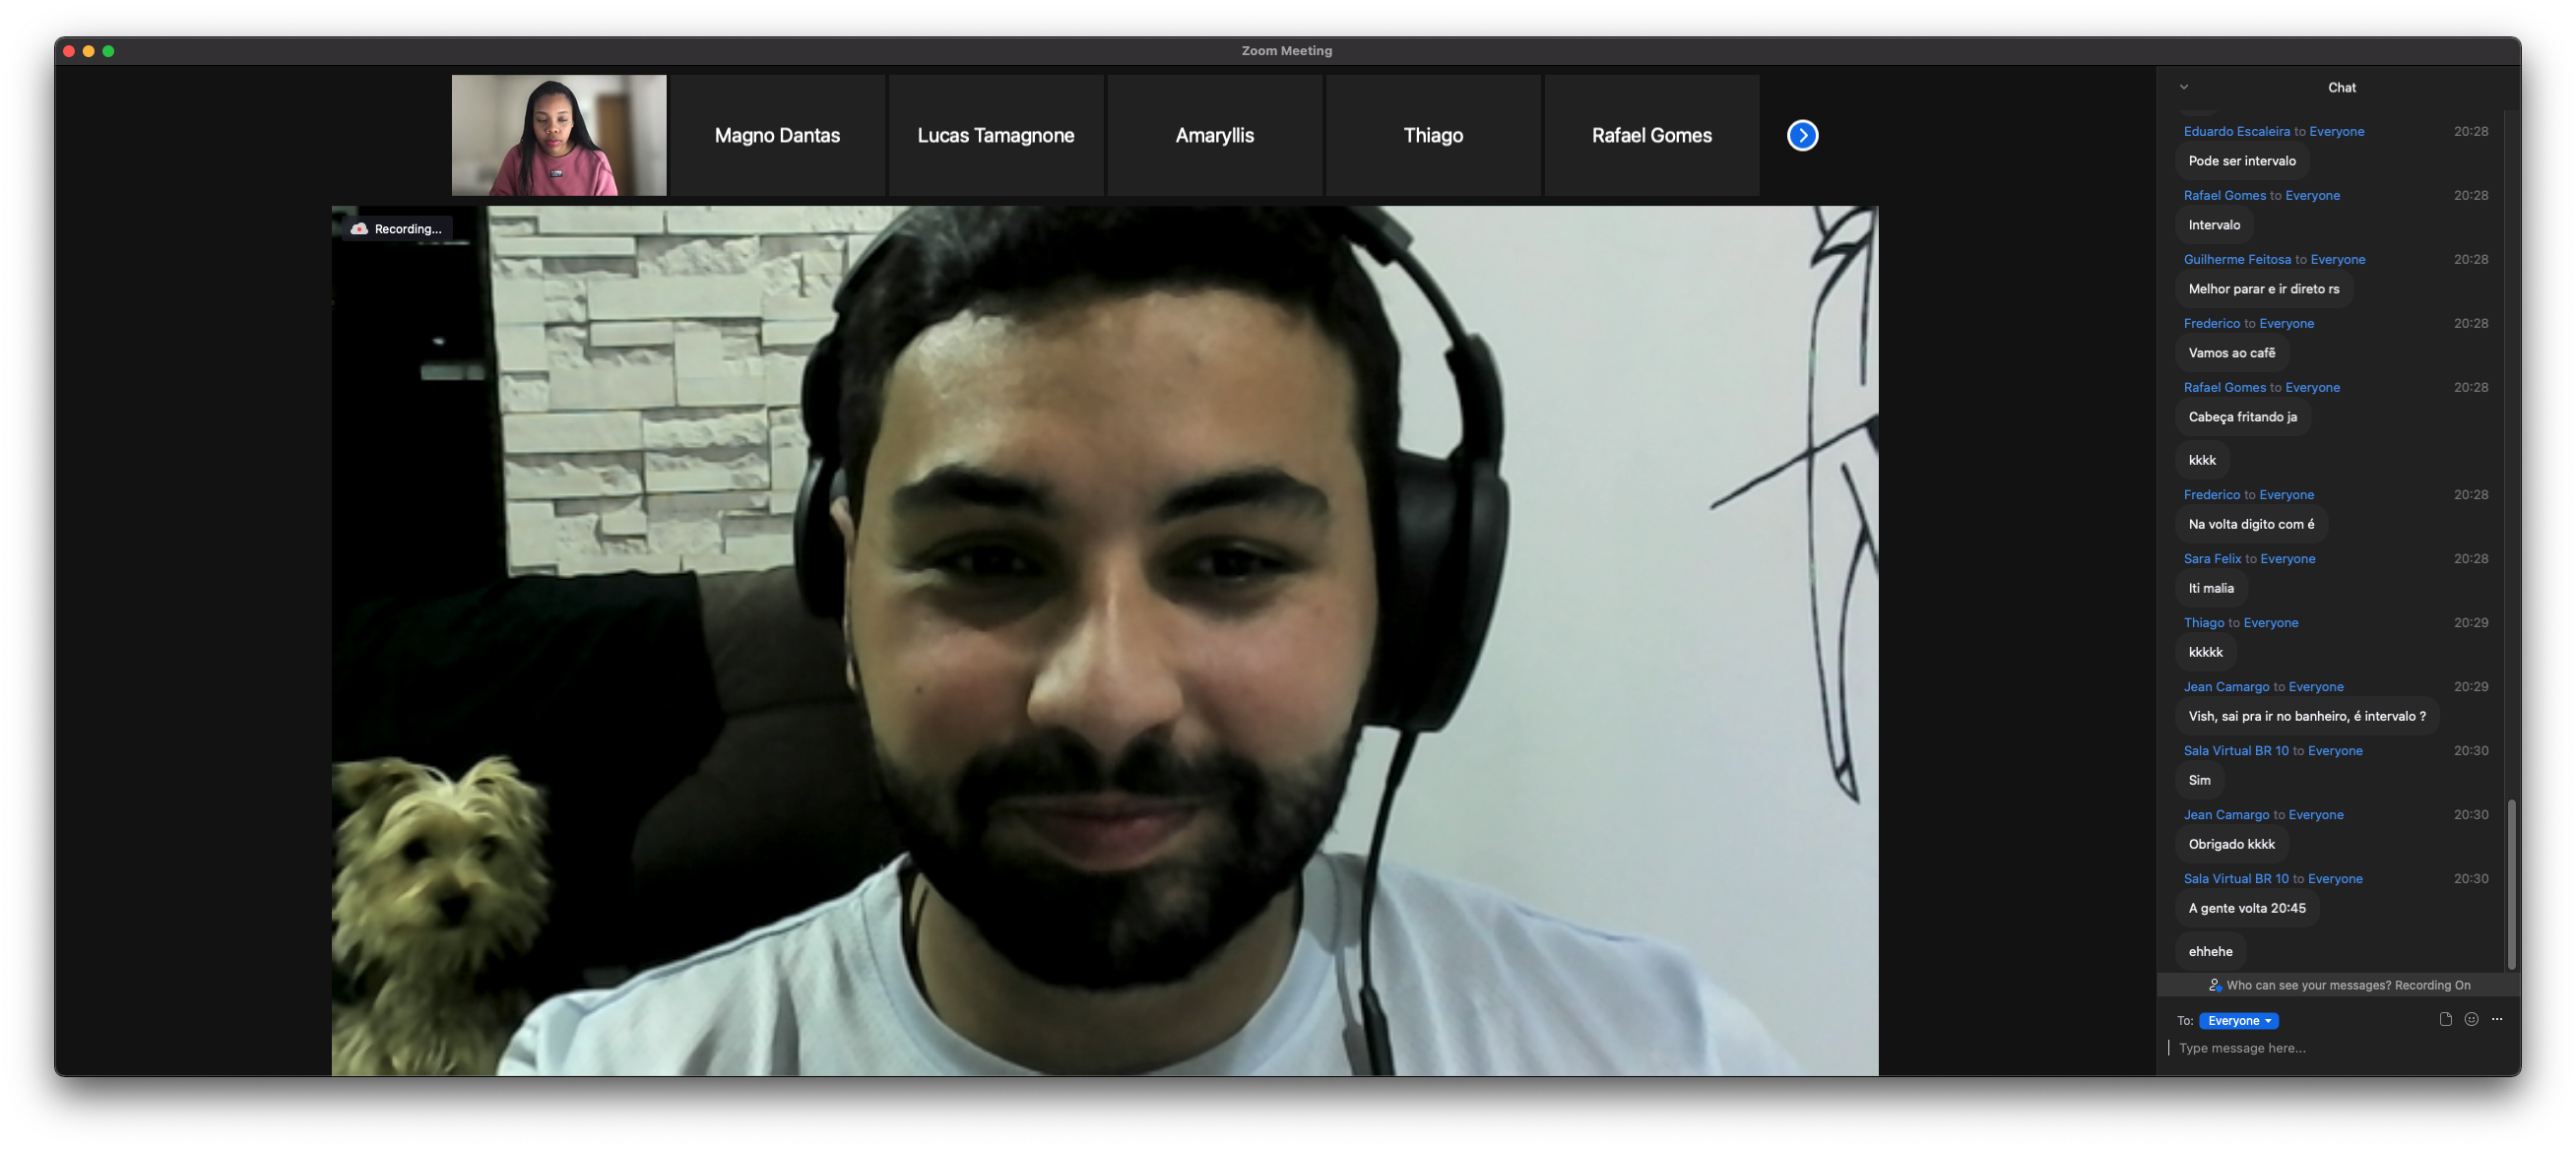 Zoom Meeting
Magno Dantas
Lucas Tamagnone
Amaryllis
Thiago
Rafael Gomes
Recording...
Chat
Eduardo Escaleira to Everyone 20:28
Pode ser intervalo
Rafael Gomes to Everyone 20:28
Intervalo
Guilherme Feitosa to Everyone 20:28
Melhor parar e ir direto rs
Frederico to Everyone 20:28
Vamos ao cafẽ
Rafael Gomes to Everyone 20:28
Cabeça fritando ja
kkkk
Frederico to Everyone 20:28
Na volta digito com é
Sara Felix to Everyone 20:28
Iti malia
Thiago to Everyone 20:29
kkkkk
Jean Camargo to Everyone 20:29
Vish, sai pra ir no banheiro, é intervalo ?
Sala Virtual BR 10 to Everyone 20:30
Sim
Jean Camargo to Everyone 20:30
Obrigado kkkk
Sala Virtual BR 10 to Everyone 20:30
A gente volta 20:45
ehhehe
Who can see your messages? Recording On
To: Everyone
Type message here...